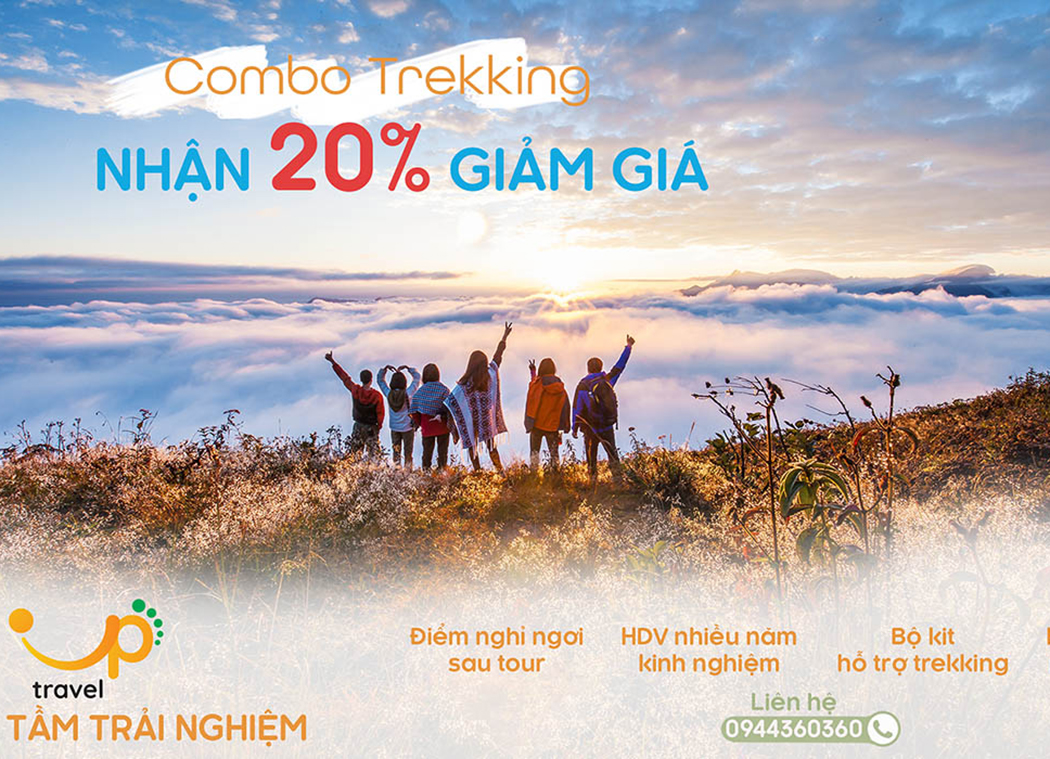 Combo Trekking
NHẬN 20% GIẢM GIÁ
up
travel
TẦM TRẢI NGHIỆM
Điểm nghỉ ngơi
sau tour
HDV nhiều năm
kinh nghiệm
Bộ kit
hỗ trợ trekking
Liên hệ
0944360360